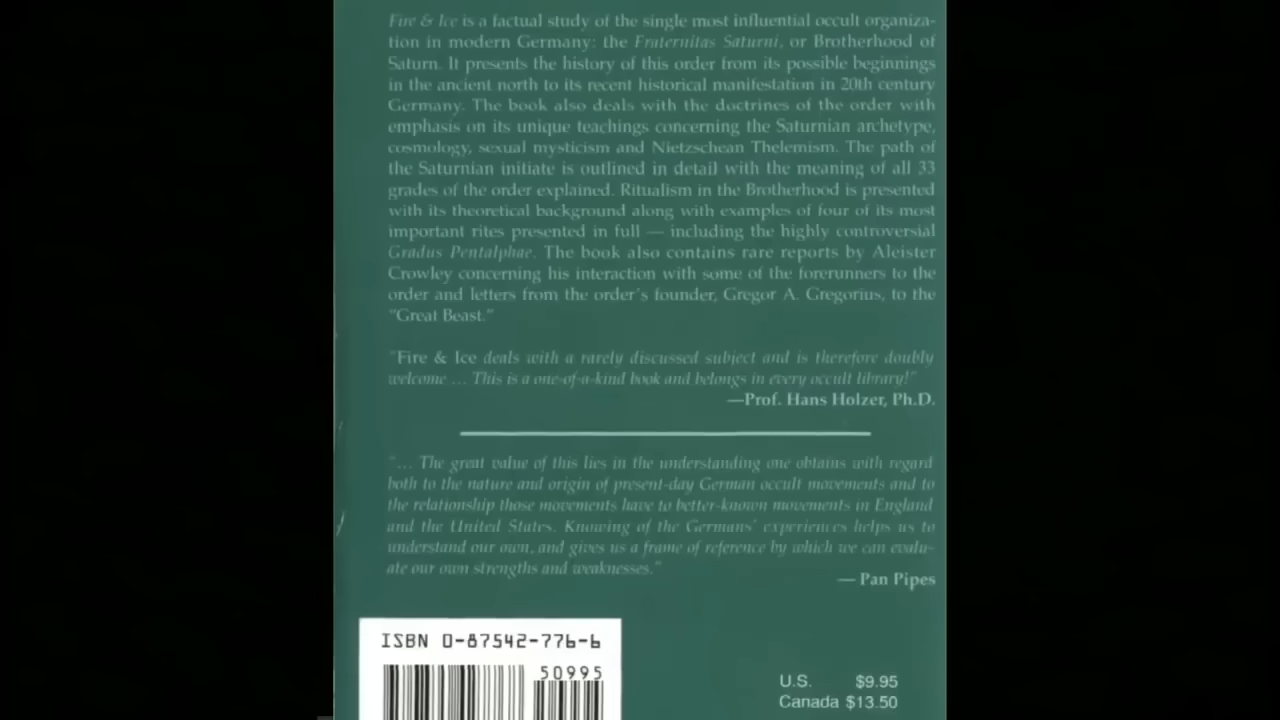 Fire & Ice is a factual study of the single most influential occult organiza-
tion in modern Germany: the Fraternitas Saturni, or Brotherhood of
Saturn. It presents the history of this order from its possible beginnings
in the ancient north to its recent historical manifestation in 20th century
Germany. The book also deals with the doctrines of the order with
emphasis on its unique teachings concerning the Saturnian archetype,
cosmology, sexual mysticism and Nietzschean Thelemism. The path of
the Saturnian initiate is outlined in detail with the meaning of all 33
grades of the order explained. Ritualism in the Brotherhood is presented
with its theoretical background along with examples of four of its most
important rites presented in full — including the highly controversial
Gradus Pentalphae. The book also contains rare reports by Aleister
Crowley concerning his interaction with some of the forerunners to the
order and letters from the order's founder, Gregor A. Gregorius, to the
"Great Beast."
"Fire & Ice deals with a rarely discussed subject and is therefore doubly
welcome ... This is a one-of-a-kind book and belongs in every occult library!"
—Prof. Hans Holzer, Ph.D.
"... The great value of this lies in the understanding one obtains with regard
both to the nature and origin of present-day German occult movements and to
the relationship those movements have to better-known movements in England
and the United States. Knowing of the Germans' experiences helps us to
understand our own, and gives us a frame of reference by which we can evalu-
ate our own strengths and weaknesses."
— Pan Pipes
ISBN 0-87542-776-6
50995
U.S. $9.95
Canada $13.50